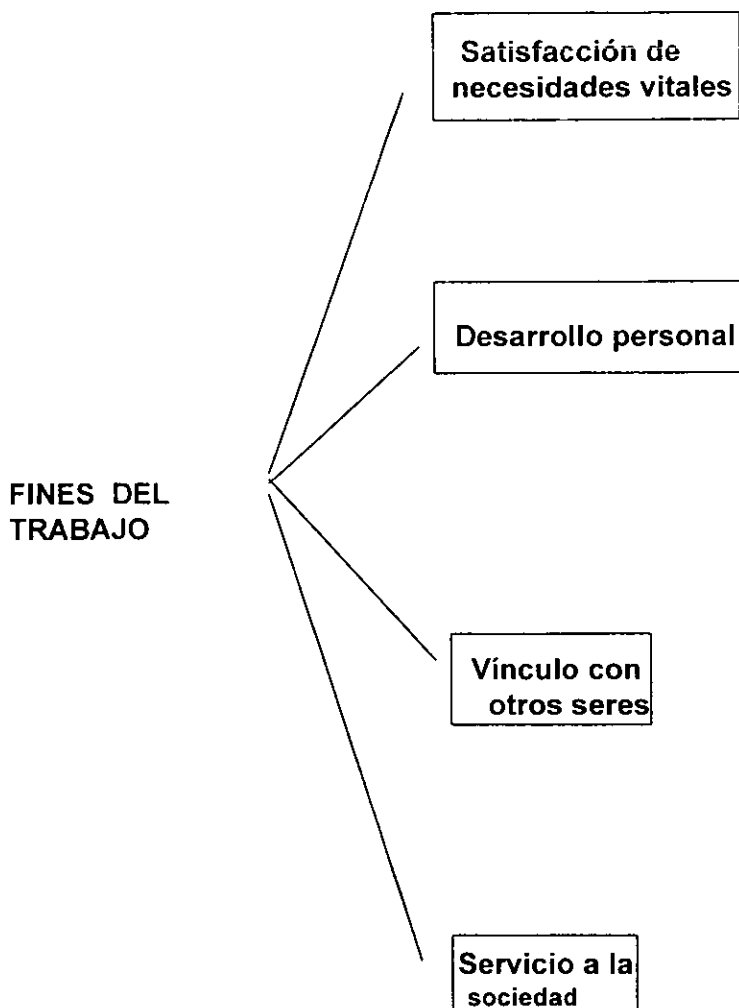 Satisfacción de
necesidades vitales
Desarrollo personal
FINES DEL
TRABAJO
Vínculo con
otros seres
Servicio a la
sociedad